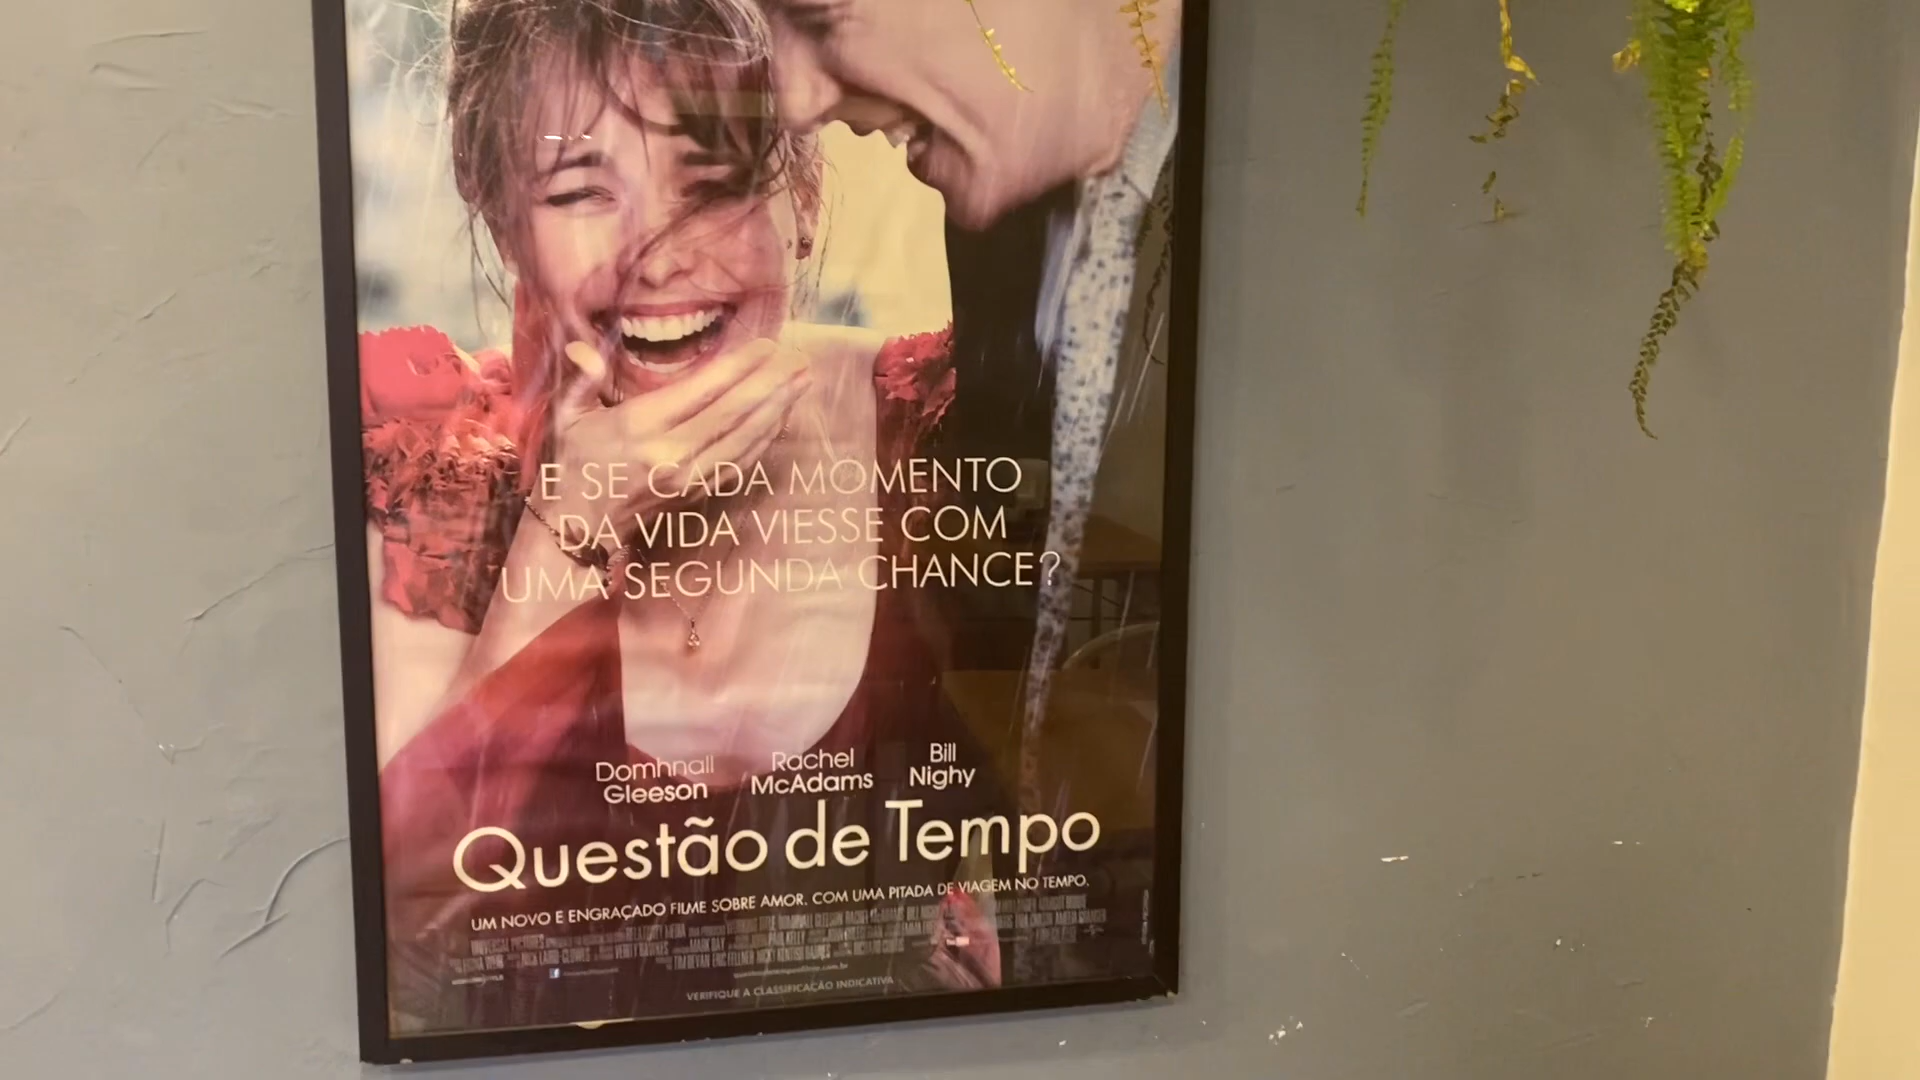 E SE CADA MOMENTO
DA VIDA VIESSE COM
UMA SEGUNDA CHANCE?
Domhnall Gleeson
Rachel McAdams
Bill Nighy
Questão de Tempo
UM NOVO E ENGRAÇADO FILME SOBRE AMOR. COM UMA PITADA DE VIAGEM NO TEMPO.
VERIFIQUE A CLASSIFICAÇÃO INDICATIVA